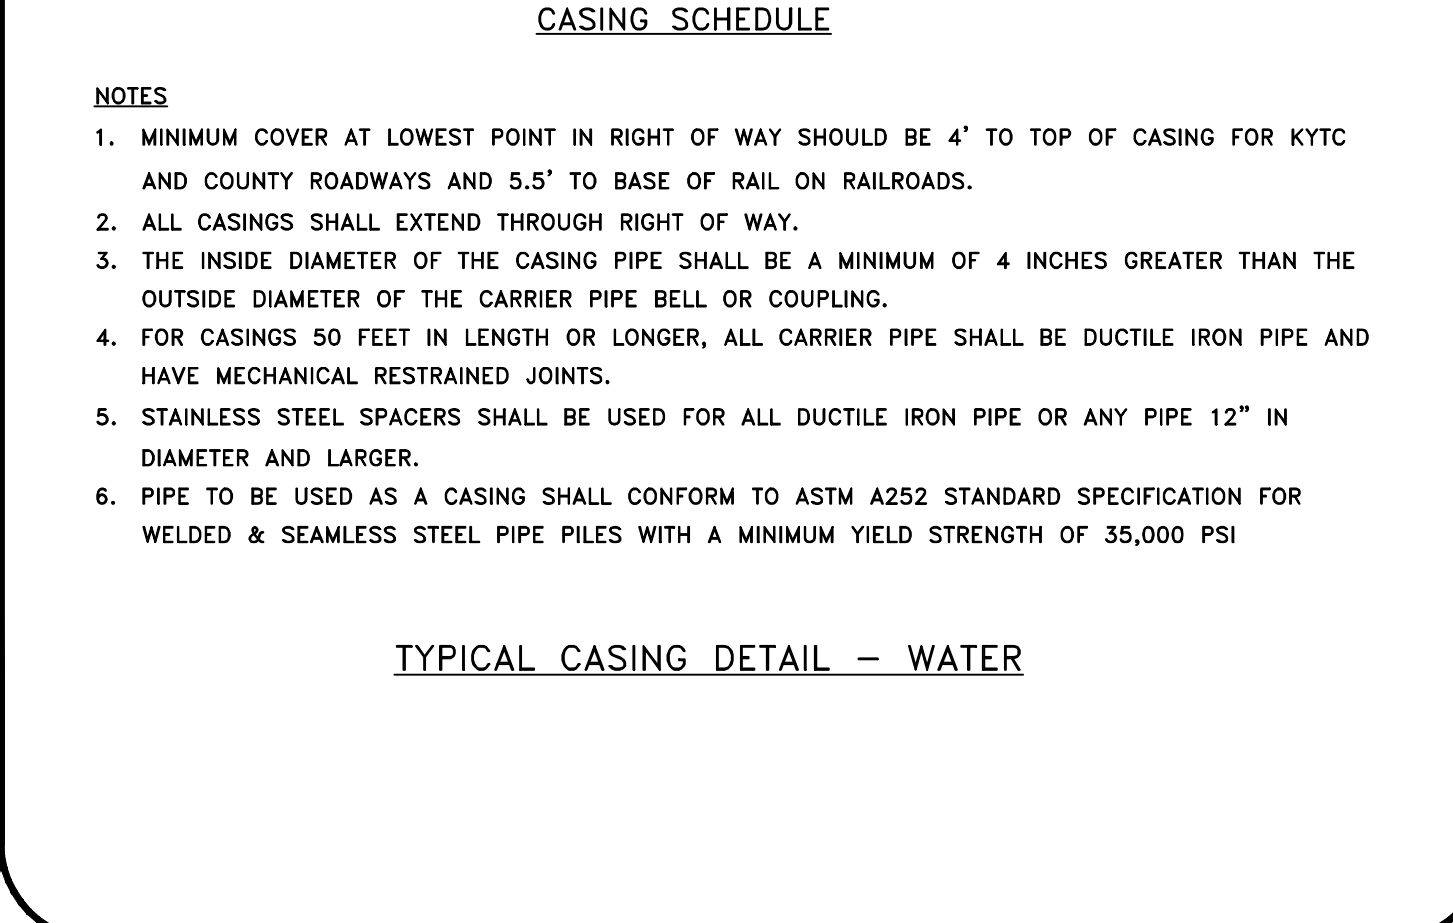 CASING SCHEDULE
NOTES
1. MINIMUM COVER AT LOWEST POINT IN RIGHT OF WAY SHOULD BE 4’ TO TOP OF CASING FOR KYTC
AND COUNTY ROADWAYS AND 5.5’ TO BASE OF RAIL ON RAILROADS.
2. ALL CASINGS SHALL EXTEND THROUGH RIGHT OF WAY.
3. THE INSIDE DIAMETER OF THE CASING PIPE SHALL BE A MINIMUM OF 4 INCHES GREATER THAN THE
OUTSIDE DIAMETER OF THE CARRIER PIPE BELL OR COUPLING.
4. FOR CASINGS 50 FEET IN LENGTH OR LONGER, ALL CARRIER PIPE SHALL BE DUCTILE IRON PIPE AND
HAVE MECHANICAL RESTRAINED JOINTS.
5. STAINLESS STEEL SPACERS SHALL BE USED FOR ALL DUCTILE IRON PIPE OR ANY PIPE 12” IN
DIAMETER AND LARGER.
6. PIPE TO BE USED AS A CASING SHALL CONFORM TO ASTM A252 STANDARD SPECIFICATION FOR
WELDED & SEAMLESS STEEL PIPE PILES WITH A MINIMUM YIELD STRENGTH OF 35,000 PSI
TYPICAL CASING DETAIL – WATER